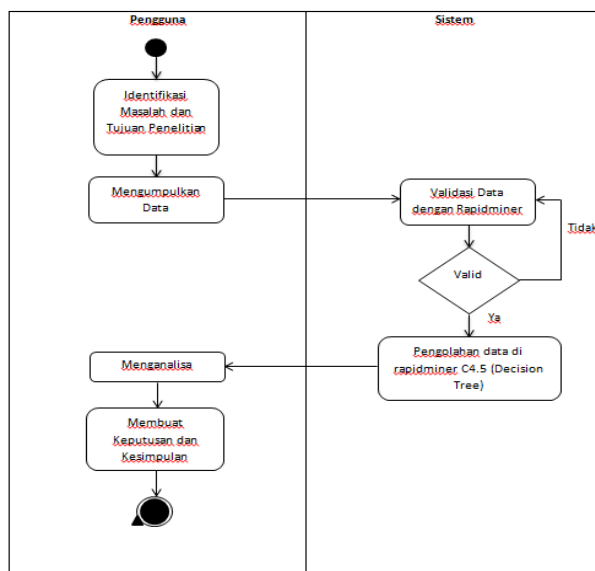 Pengguna
Sistem
Identifikasi
Masalah dan
Tujuan Penelitian
Mengumpulkan
Data
Validasi Data
dengan Rapidminer
Tidak
Valid
Ya
Pengolahan data di
rapidminer C4.5 (Decision
Tree)
Menganalisa
Membuat
Keputusan dan
Kesimpulan